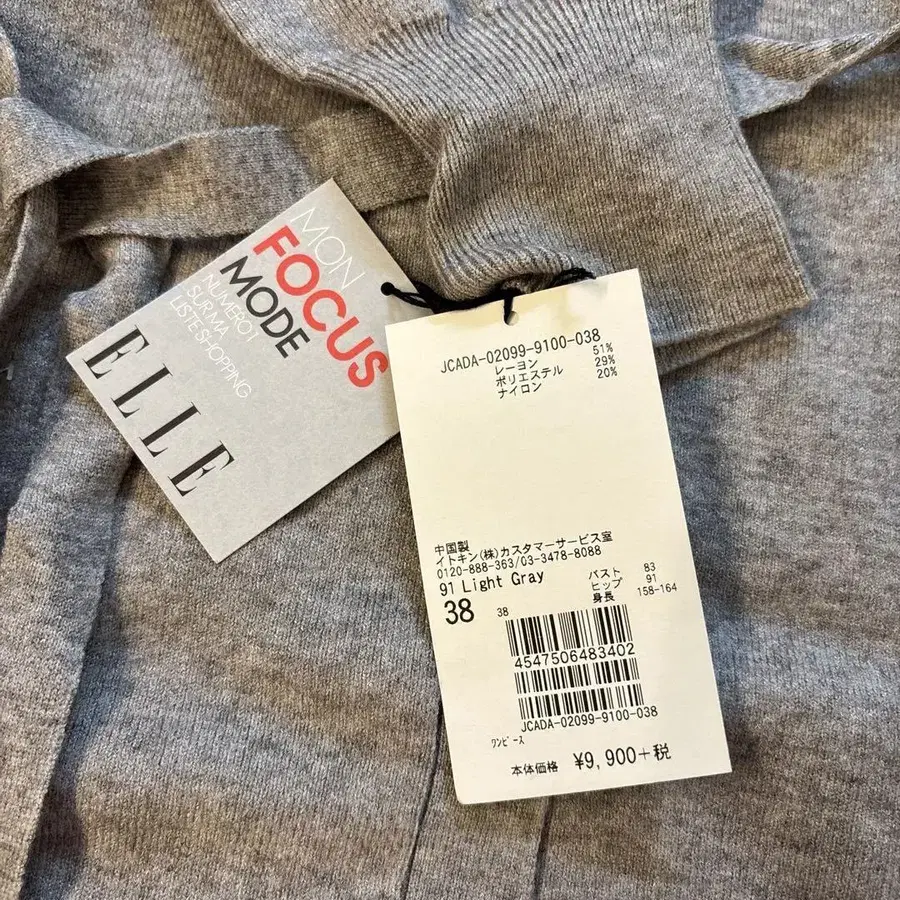 MON
FOCUS
MODE
NUMERO 1
SUR MA
LISTE SHOPPING
ELLE
JCADA-02099-9100-038
レーヨン 51%
ポリエステル 29%
ナイロン 20%
中国製
イトキン(株)カスタマーサービス室
0120-888-363/03-3478-8088
91 Light Gray
バスト 83
ヒップ 91
身長 158-164
38
38
4547506483402
JCADA-02099-9100-038
ﾜﾝﾋﾟｰｽ
本体価格 ¥9,900+税